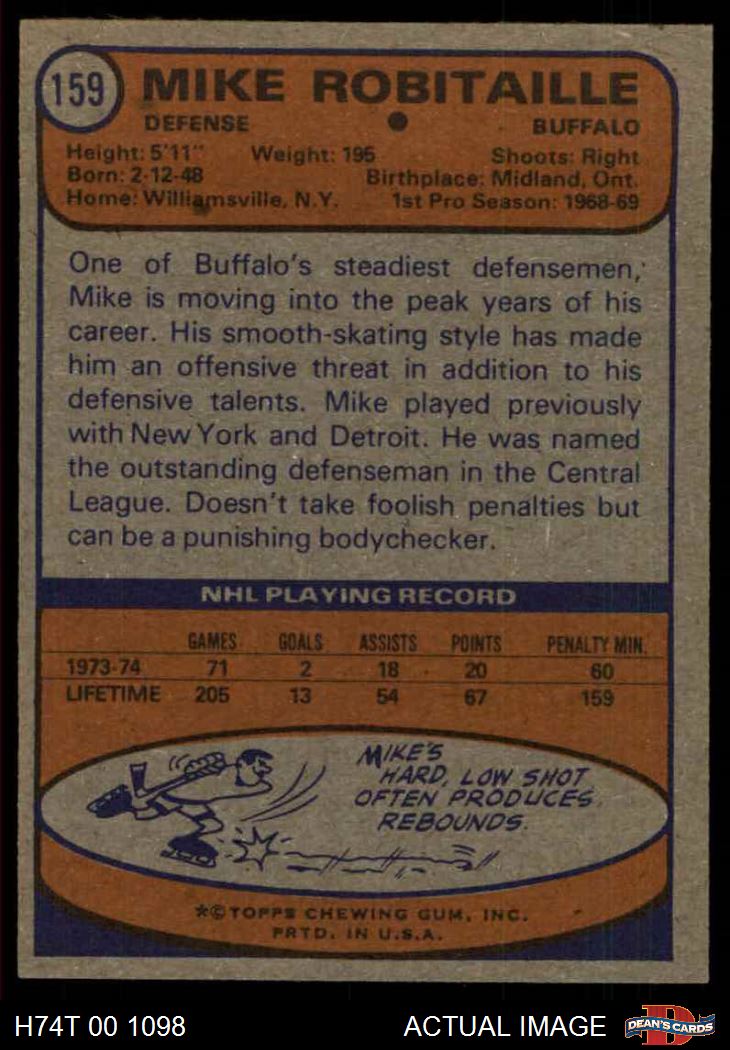 159 MIKE ROBITAILLE
DEFENSE BUFFALO
Height: 5'11" Weight: 195 Shoots: Right
Born: 2-12-48 Birthplace: Midland, Ont.
Home: Williamsville, N.Y. 1st Pro Season: 1968-69
One of Buffalo's steadiest defensemen,
Mike is moving into the peak years of his
career. His smooth-skating style has made
him an offensive threat in addition to his
defensive talents. Mike played previously
with New York and Detroit. He was named
the outstanding defenseman in the Central
League. Doesn't take foolish penalties but
can be a punishing bodychecker.
NHL PLAYING RECORD
GAMES GOALS ASSISTS POINTS PENALTY MIN.
1973-74 71 2 18 20 60
LIFETIME 205 13 54 67 159
MIKE'S
HARD, LOW SHOT
OFTEN PRODUCES
REBOUNDS.
*©TOPPS CHEWING GUM, INC.
PRTD. IN U.S.A.
H74T 00 1098 ACTUAL IMAGE DEAN'S CARDS